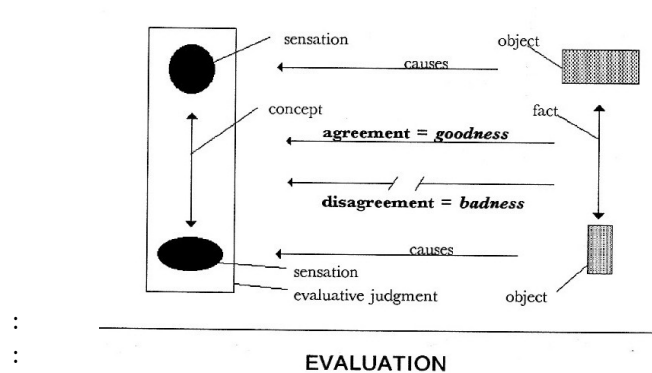 sensation
object
causes
concept
fact
agreement = goodness
disagreement = badness
causes
sensation
evaluative judgment
object
:
:
EVALUATION